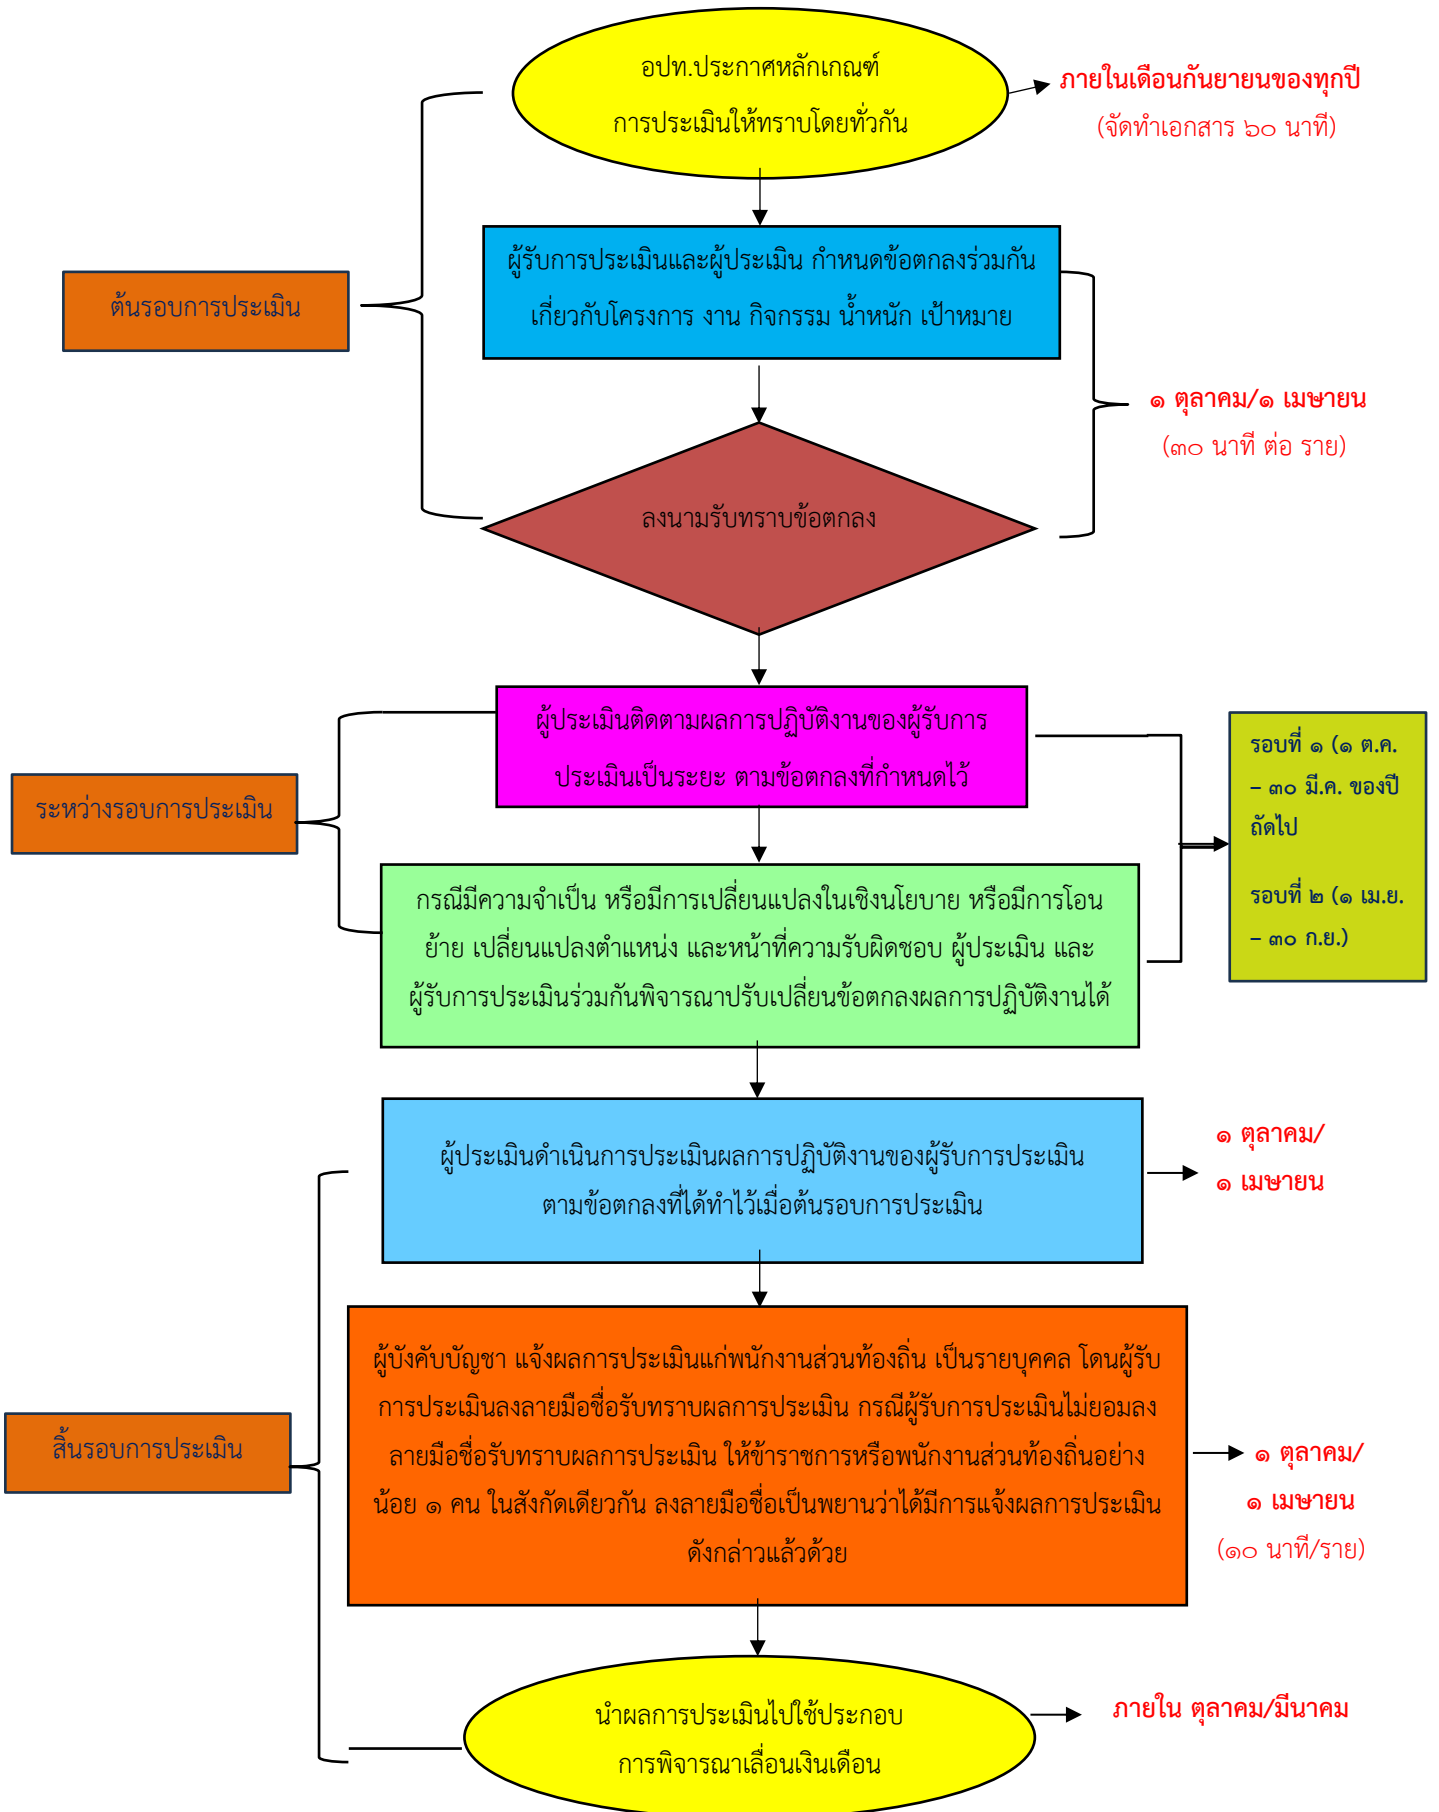 อปท.ประกาศหลักเกณฑ์
การประเมินให้ทราบโดยทั่วกัน
ภายในเดือนกันยายนของทุกปี
(จัดทำเอกสาร ๖๐ นาที)
ต้นรอบการประเมิน
ผู้รับการประเมินและผู้ประเมิน กำหนดข้อตกลงร่วมกัน
เกี่ยวกับโครงการ งาน กิจกรรม น้ำหนัก เป้าหมาย
๑ ตุลาคม/๑ เมษายน
(๓๐ นาที ต่อ ราย)
ลงนามรับทราบข้อตกลง
ระหว่างรอบการประเมิน
ผู้ประเมินติดตามผลการปฏิบัติงานของผู้รับการ
ประเมินเป็นระยะ ตามข้อตกลงที่กำหนดไว้
รอบที่ ๑ (๑ ต.ค.
– ๓๐ มี.ค. ของปี
ถัดไป
รอบที่ ๒ (๑ เม.ย.
– ๓๐ ก.ย.)
กรณีมีความจำเป็น หรือมีการเปลี่ยนแปลงในเชิงนโยบาย หรือมีการโอน
ย้าย เปลี่ยนแปลงตำแหน่ง และหน้าที่ความรับผิดชอบ ผู้ประเมิน และ
ผู้รับการประเมินร่วมกันพิจารณาปรับเปลี่ยนข้อตกลงผลการปฏิบัติงานได้
ผู้ประเมินดำเนินการประเมินผลการปฏิบัติงานของผู้รับการประเมิน
ตามข้อตกลงที่ได้ทำไว้เมื่อต้นรอบการประเมิน
๑ ตุลาคม/
๑ เมษายน
สิ้นรอบการประเมิน
ผู้บังคับบัญชา แจ้งผลการประเมินแก่พนักงานส่วนท้องถิ่น เป็นรายบุคคล โดนผู้รับ
การประเมินลงลายมือชื่อรับทราบผลการประเมิน กรณีผู้รับการประเมินไม่ยอมลง
ลายมือชื่อรับทราบผลการประเมิน ให้ข้าราชการหรือพนักงานส่วนท้องถิ่นอย่าง
น้อย ๑ คน ในสังกัดเดียวกัน ลงลายมือชื่อเป็นพยานว่าได้มีการแจ้งผลการประเมิน
ดังกล่าวแล้วด้วย
๑ ตุลาคม/
๑ เมษายน
(๑๐ นาที/ราย)
นำผลการประเมินไปใช้ประกอบ
การพิจารณาเลื่อนเงินเดือน
ภายใน ตุลาคม/มีนาคม